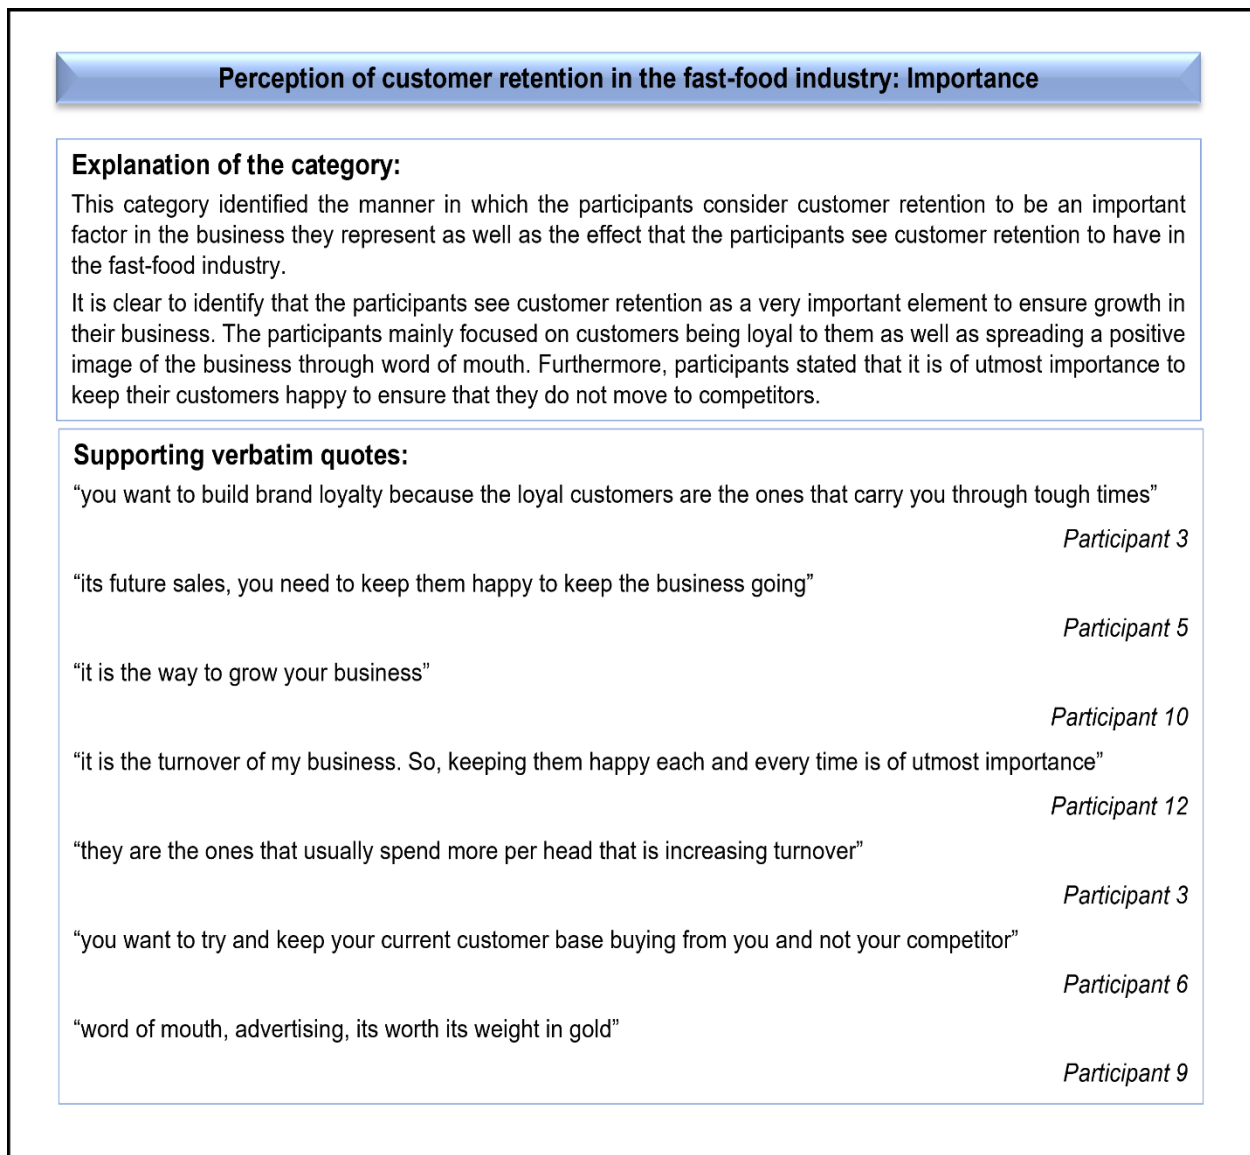 Perception of customer retention in the fast-food industry: Importance
Explanation of the category:
This category identified the manner in which the participants consider customer retention to be an important
factor in the business they represent as well as the effect that the participants see customer retention to have in
the fast-food industry.
It is clear to identify that the participants see customer retention as a very important element to ensure growth in
their business. The participants mainly focused on customers being loyal to them as well as spreading a positive
image of the business through word of mouth. Furthermore, participants stated that it is of utmost importance to
keep their customers happy to ensure that they do not move to competitors.
Supporting verbatim quotes:
“you want to build brand loyalty because the loyal customers are the ones that carry you through tough times”
Participant 3
“its future sales, you need to keep them happy to keep the business going”
Participant 5
“it is the way to grow your business”
Participant 10
“it is the turnover of my business. So, keeping them happy each and every time is of utmost importance”
Participant 12
“they are the ones that usually spend more per head that is increasing turnover”
Participant 3
“you want to try and keep your current customer base buying from you and not your competitor”
Participant 6
“word of mouth, advertising, its worth its weight in gold”
Participant 9